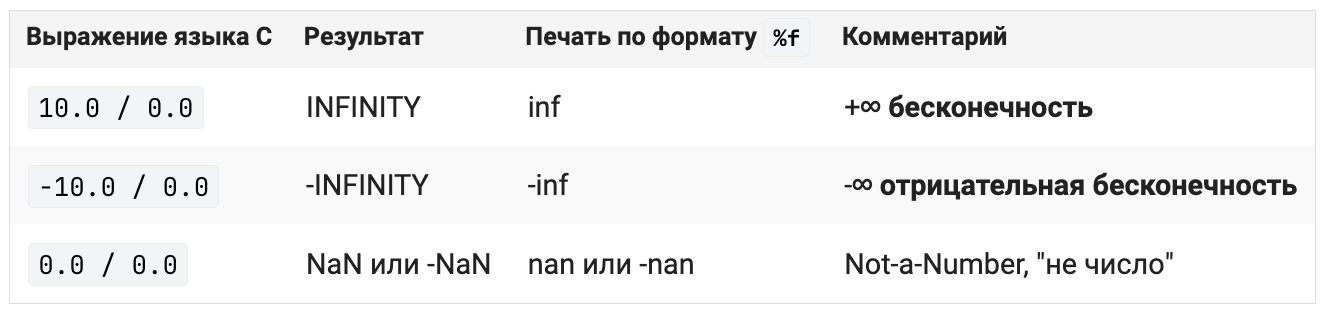 Выражение языка C Результат Печать по формату %f Комментарий
10.0 / 0.0 INFINITY inf +∞ бесконечность
-10.0 / 0.0 -INFINITY -inf -∞ отрицательная бесконечность
0.0 / 0.0 NaN или -NaN nan или -nan Not-a-Number, "не число"